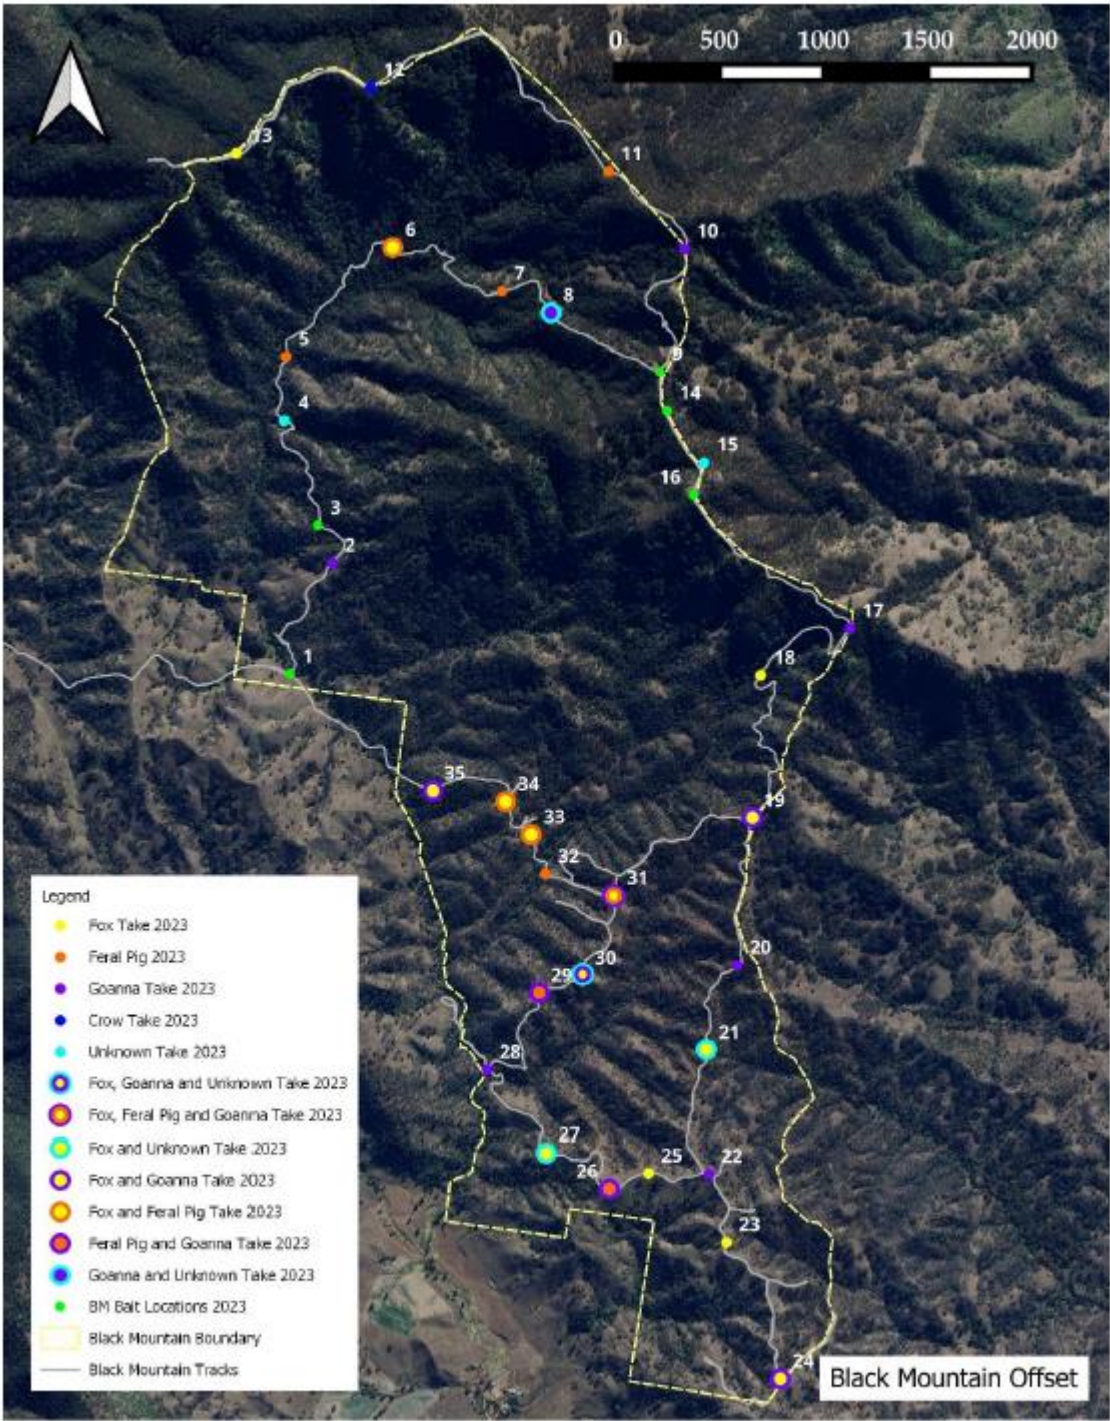 0 500 1000 1500 2000
12
13
11
10
6
7
8
5
9
14
4
15
16
3
2
17
1
18
35
34
19
33
32
31
20
30
29
21
28
27
25
22
26
23
24
Legend
Fox Take 2023
Feral Pig 2023
Goanna Take 2023
Crow Take 2023
Unknown Take 2023
Fox, Goanna and Unknown Take 2023
Fox, Feral Pig and Goanna Take 2023
Fox and Unknown Take 2023
Fox and Goanna Take 2023
Fox and Feral Pig Take 2023
Feral Pig and Goanna Take 2023
Goanna and Unknown Take 2023
BM Bait Locations 2023
Black Mountain Boundary
Black Mountain Tracks
Black Mountain Offset